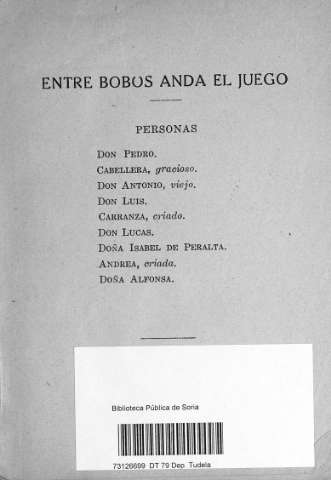 ENTRE BOBOS ANDA EL JUEGO
PERSONAS
DON PEDRO.
CABELLERA, gracioso.
DON ANTONIO, viejo.
DON LUIS.
CARRANZA, criado.
DON LUCAS.
DOÑA ISABEL DE PERALTA.
ANDREA, criada.
DOÑA ALFONSA.
Biblioteca Pública de Soria
73126699 DT 79 Dep Tudela